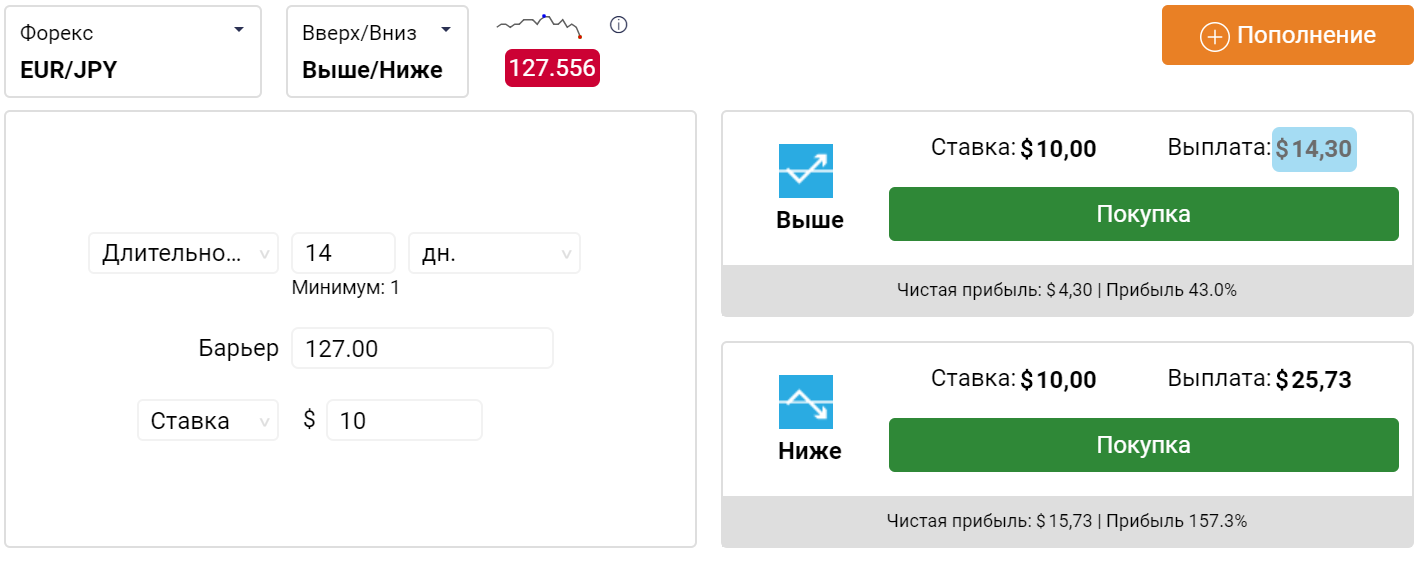 Форекс
EUR/JPY
Вверх/Вниз
Выше/Ниже
127.556
Пополнение
Длительно...
14
дн.
Минимум: 1
Барьер
127.00
Ставка
$
10
Ставка: $10,00
Выплата: $14,30
Выше
Покупка
Чистая прибыль: $4,30 | Прибыль 43.0%
Ставка: $10,00
Выплата: $25,73
Ниже
Покупка
Чистая прибыль: $15,73 | Прибыль 157.3%